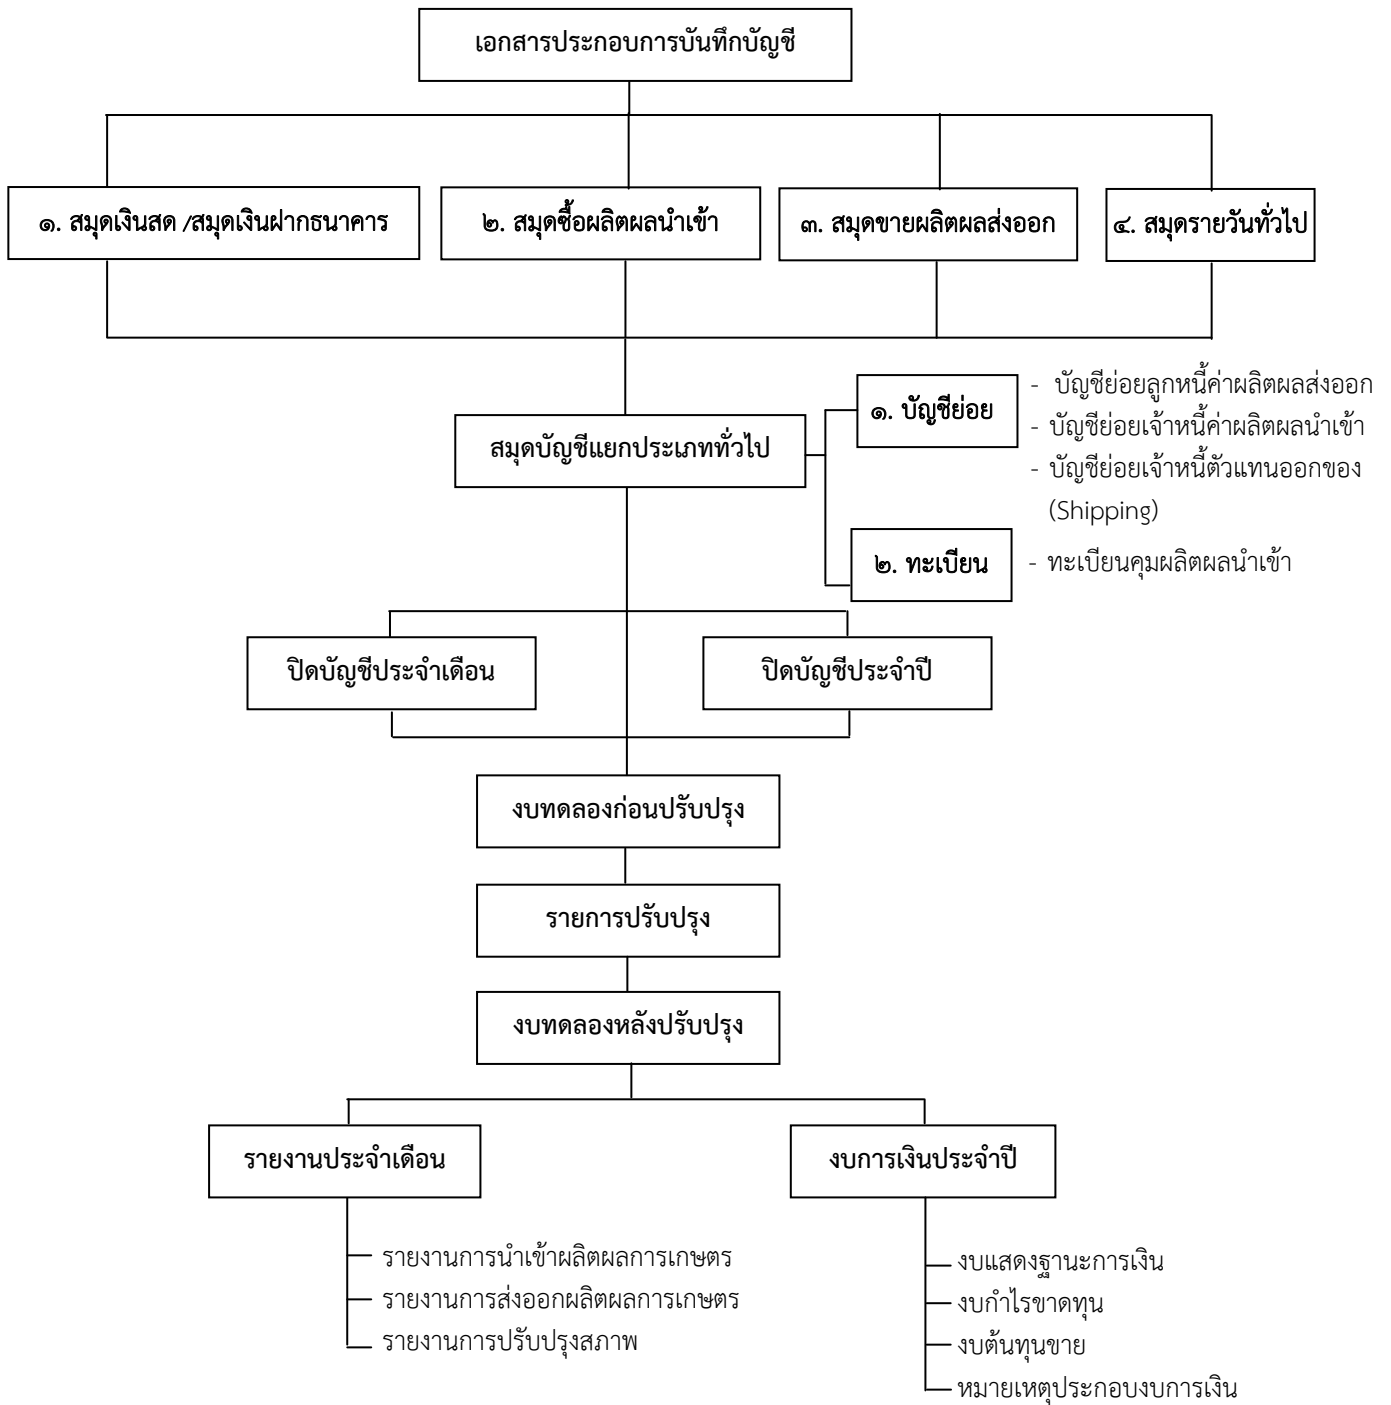 เอกสารประกอบการบันทึกบัญชี
๑. สมุดเงินสด /สมุดเงินฝากธนาคาร
๒. สมุดซื้อผลิตผลนำเข้า
๓. สมุดขายผลิตผลส่งออก
๔. สมุดรายวันทั่วไป
สมุดบัญชีแยกประเภททั่วไป
๑. บัญชีย่อย
- บัญชีย่อยลูกหนี้ค่าผลิตผลส่งออก
- บัญชีย่อยเจ้าหนี้ค่าผลิตผลนำเข้า
- บัญชีย่อยเจ้าหนี้ตัวแทนออกของ
(Shipping)
๒. ทะเบียน
- ทะเบียนคุมผลิตผลนำเข้า
ปิดบัญชีประจำเดือน
ปิดบัญชีประจำปี
งบทดลองก่อนปรับปรุง
รายการปรับปรุง
งบทดลองหลังปรับปรุง
รายงานประจำเดือน
รายงานการนำเข้าผลิตผลการเกษตร
รายงานการส่งออกผลิตผลการเกษตร
รายงานการปรับปรุงสภาพ
งบการเงินประจำปี
งบแสดงฐานะการเงิน
งบกำไรขาดทุน
งบต้นทุนขาย
หมายเหตุประกอบงบการเงิน